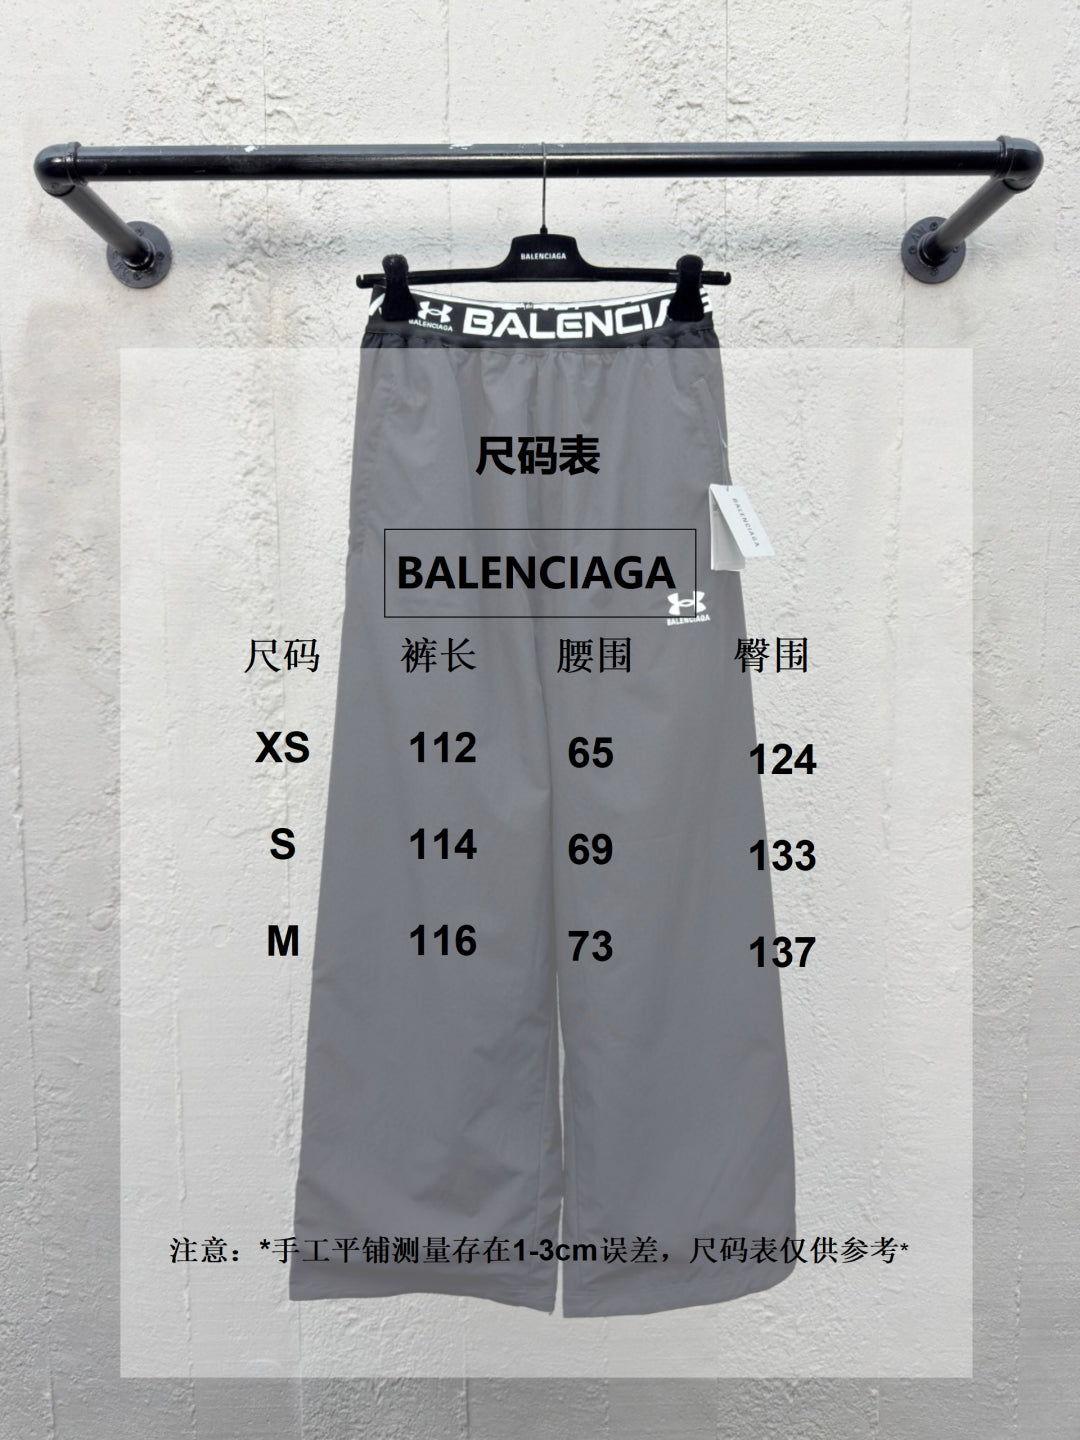 BALENCIAGA
BALENCIAGA
BALENCIA
尺码表
BALENCIAGA
BALENCIAGA
BALENCIAGA
尺码 裤长 腰围 臀围
XS 112 65 124
S 114 69 133
M 116 73 137
注意：*手工平铺测量存在1-3cm误差，尺码表仅供参考*